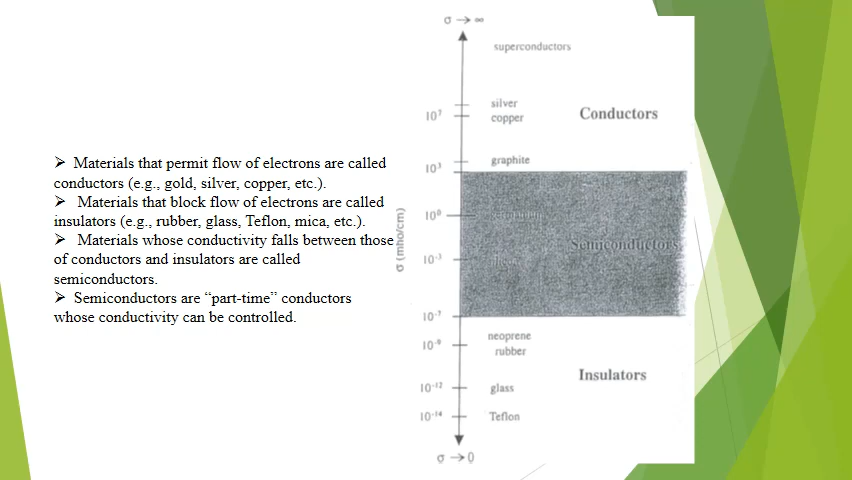 ➢ Materials that permit flow of electrons are called
conductors (e.g., gold, silver, copper, etc.).
➢ Materials that block flow of electrons are called
insulators (e.g., rubber, glass, Teflon, mica, etc.).
➢ Materials whose conductivity falls between those
of conductors and insulators are called
semiconductors.
➢ Semiconductors are “part-time” conductors
whose conductivity can be controlled.
σ → ∞
superconductors
silver
10⁷ copper Conductors
graphite
10³
10⁰
σ (mho/cm)
Semiconductors
10⁻³
10⁻⁷
neoprene
10⁻⁹ rubber
Insulators
10⁻¹² glass
10⁻¹⁴ Teflon
σ → 0